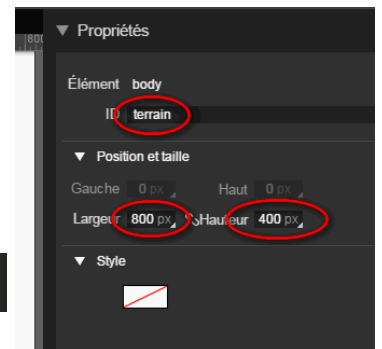 800
Propriétés
Élément body
ID terrain
Position et taille
Gauche 0 px Haut 0 px
Largeur 800 px Hauteur 400 px
Style